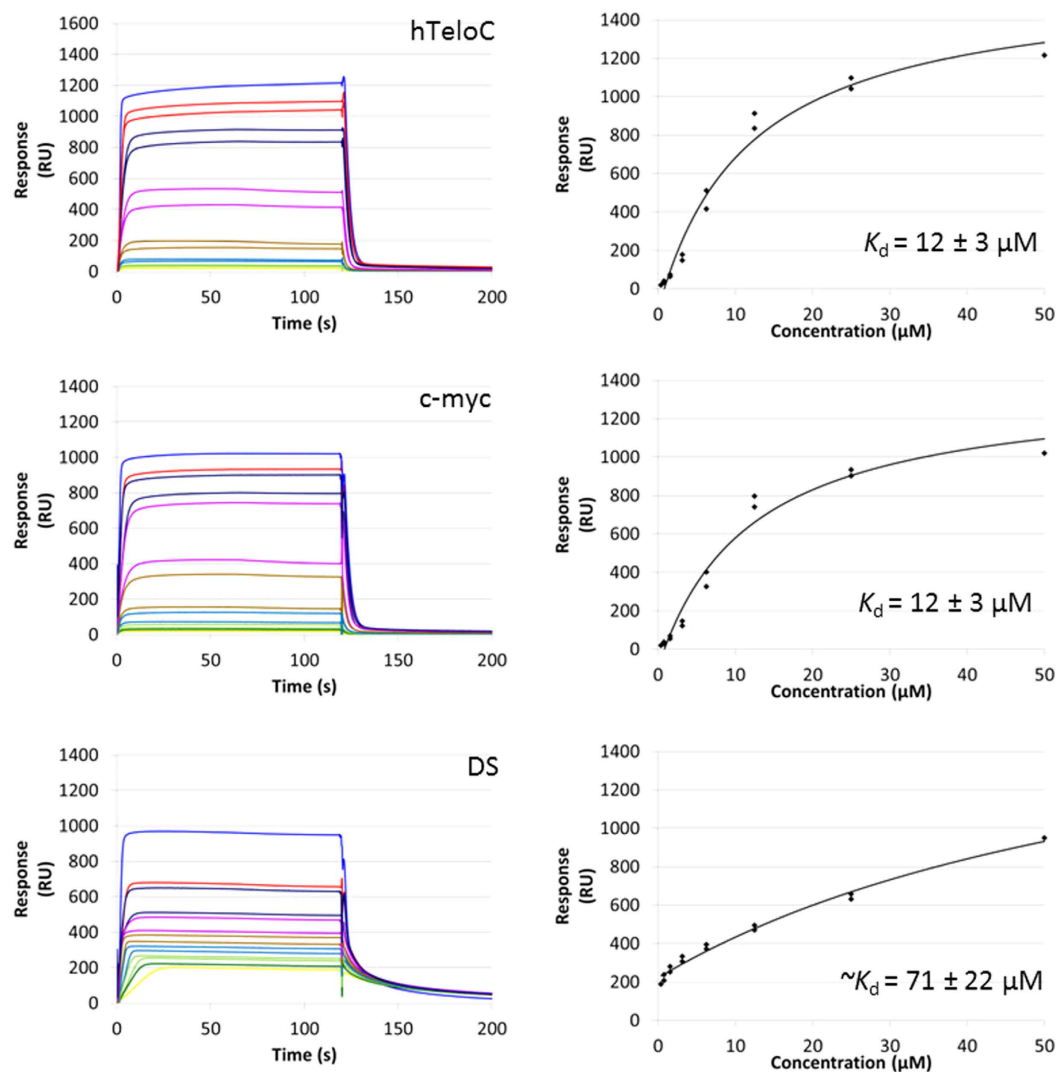 hTeloC
1600
1400
1200
1000
800
600
400
200
0
Response
(RU)
0 50 100 150 200
Time (s)
1400
1200
1000
800
600
400
200
0
Response
(RU)
Kd = 12 ± 3 µM
0 10 20 30 40 50
Concentration (µM)
c-myc
1400
1200
1000
800
600
400
200
0
Response
(RU)
0 50 100 150 200
Time (s)
1400
1200
1000
800
600
400
200
0
Response
(RU)
Kd = 12 ± 3 µM
0 10 20 30 40 50
Concentration (µM)
DS
1400
1200
1000
800
600
400
200
0
Response
(RU)
0 50 100 150 200
Time (s)
1400
1200
1000
800
600
400
200
0
Response
(RU)
~Kd = 71 ± 22 µM
0 10 20 30 40 50
Concentration (µM)